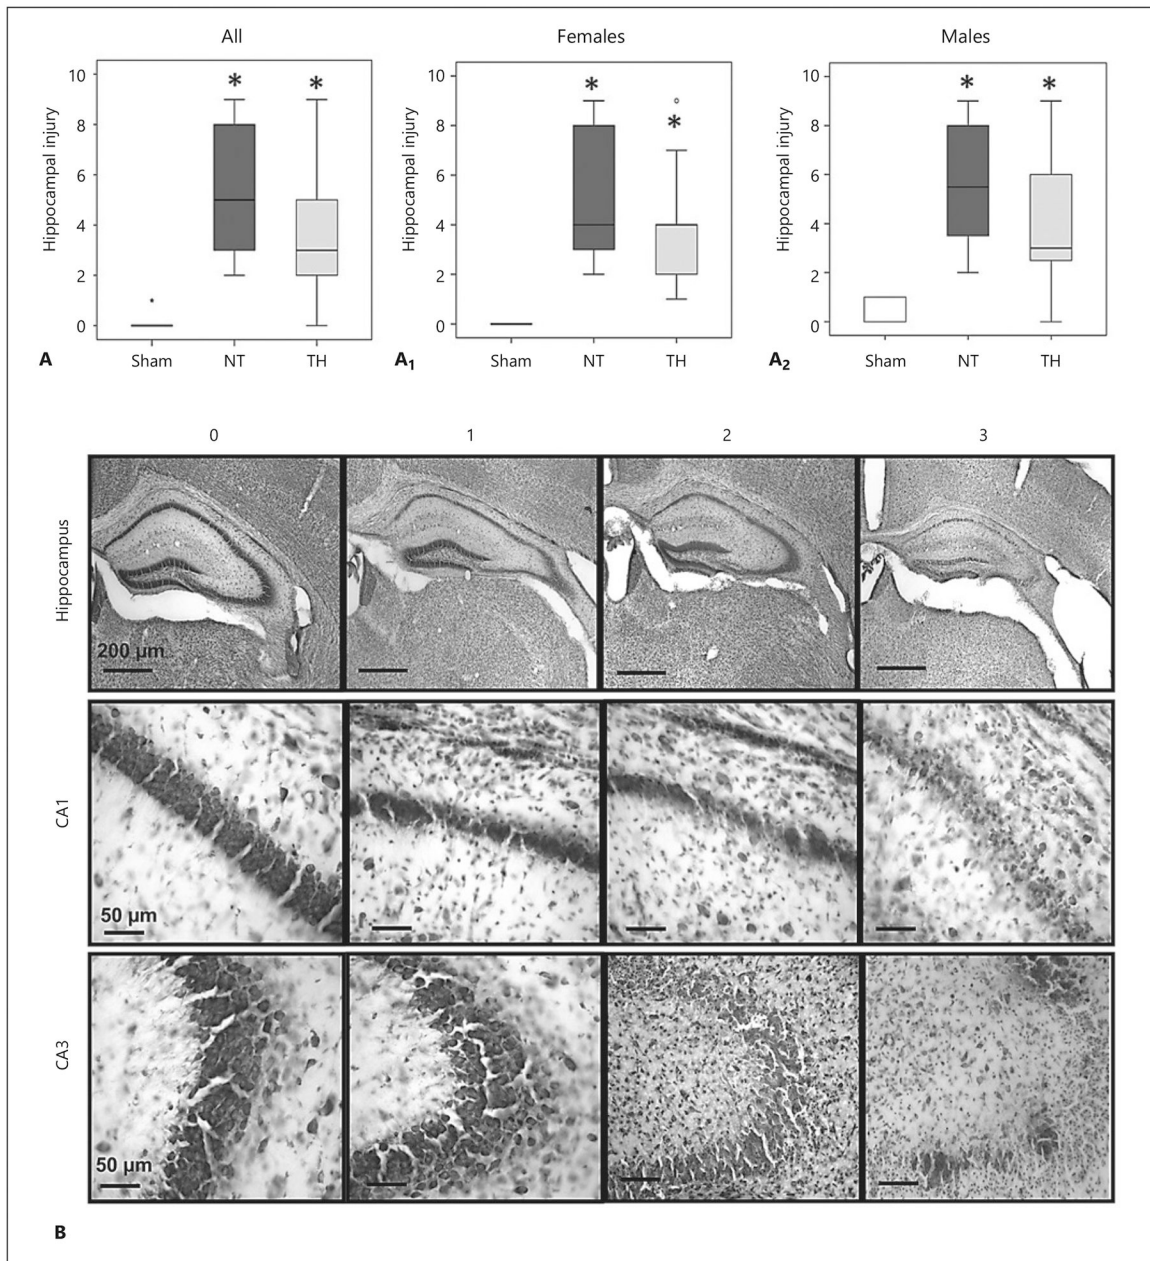 All
Females
Males
Hippocampal injury
10
8
6
4
2
0
*
*
Sham
NT
TH
A
Hippocampal injury
10
8
6
4
2
0
*
*
Sham
NT
TH
A1
Hippocampal injury
10
8
6
4
2
0
*
*
Sham
NT
TH
A2
0
1
2
3
Hippocampus
200 µm
CA1
50 µm
CA3
50 µm
B